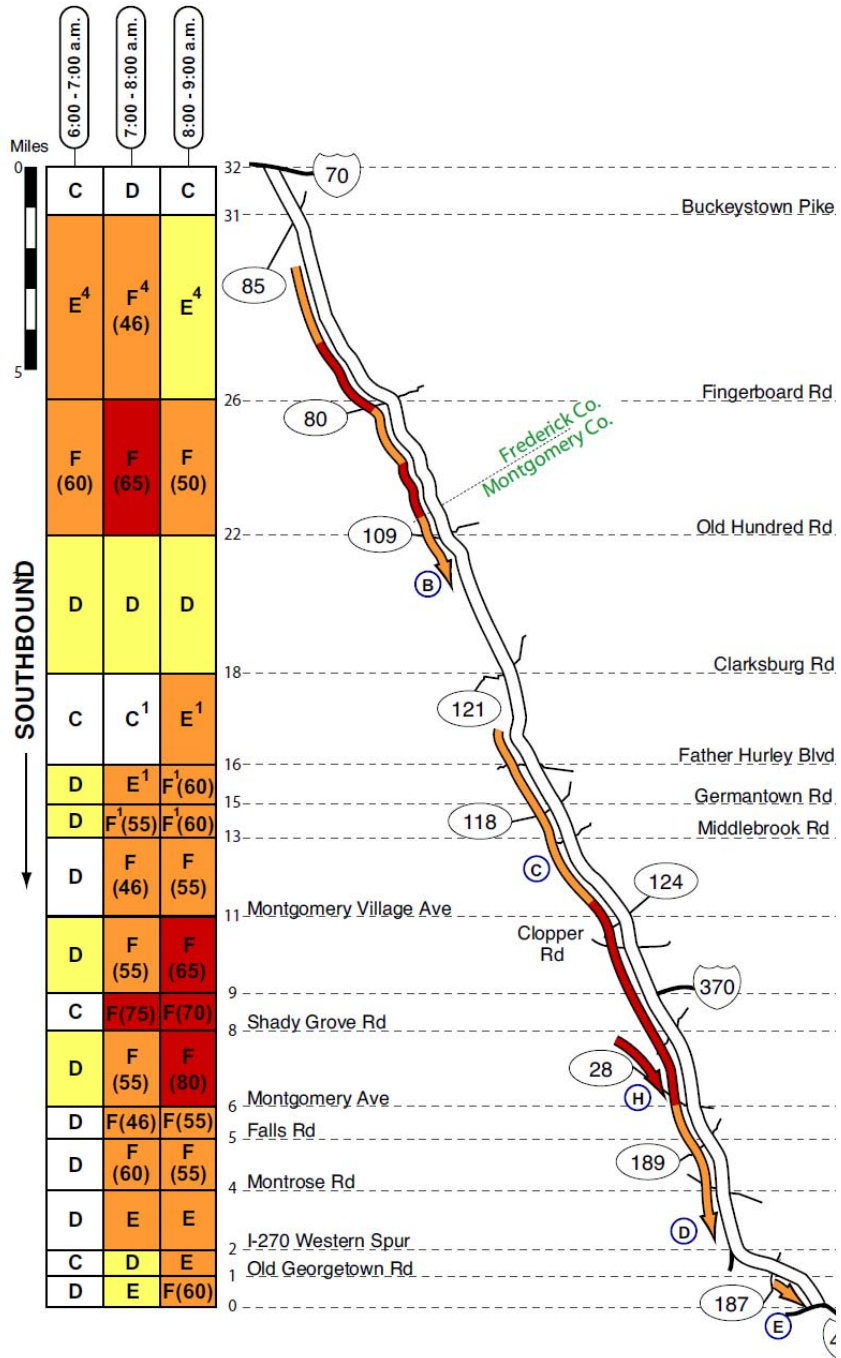 6:00 - 7:00 a.m.
7:00 - 8:00 a.m.
8:00 - 9:00 a.m.
Miles
0
5
SOUTHBOUND
C D C
32
70
31
Buckeystown Pike
85
E4 F4 (46) E4
26
Fingerboard Rd
80
Frederick Co.
Montgomery Co.
F (60) F (65) F (50)
22
Old Hundred Rd
109
B
D D D
18
Clarksburg Rd
121
C C1 E1
16
Father Hurley Blvd
D E1 F1(60)
15
Germantown Rd
118
D F1(55) F1(60)
13
Middlebrook Rd
C
D F (46) F (55)
124
11
Montgomery Village Ave
Clopper
Rd
D F (55) F (65)
9
370
C F(75) F(70)
8
Shady Grove Rd
28
H
D F (55) F (80)
6
Montgomery Ave
D F(46) F(55)
5
Falls Rd
189
D F (60) F (55)
4
Montrose Rd
D
D E E
2
I-270 Western Spur
C D E
1
Old Georgetown Rd
187
D E F(60)
0
E